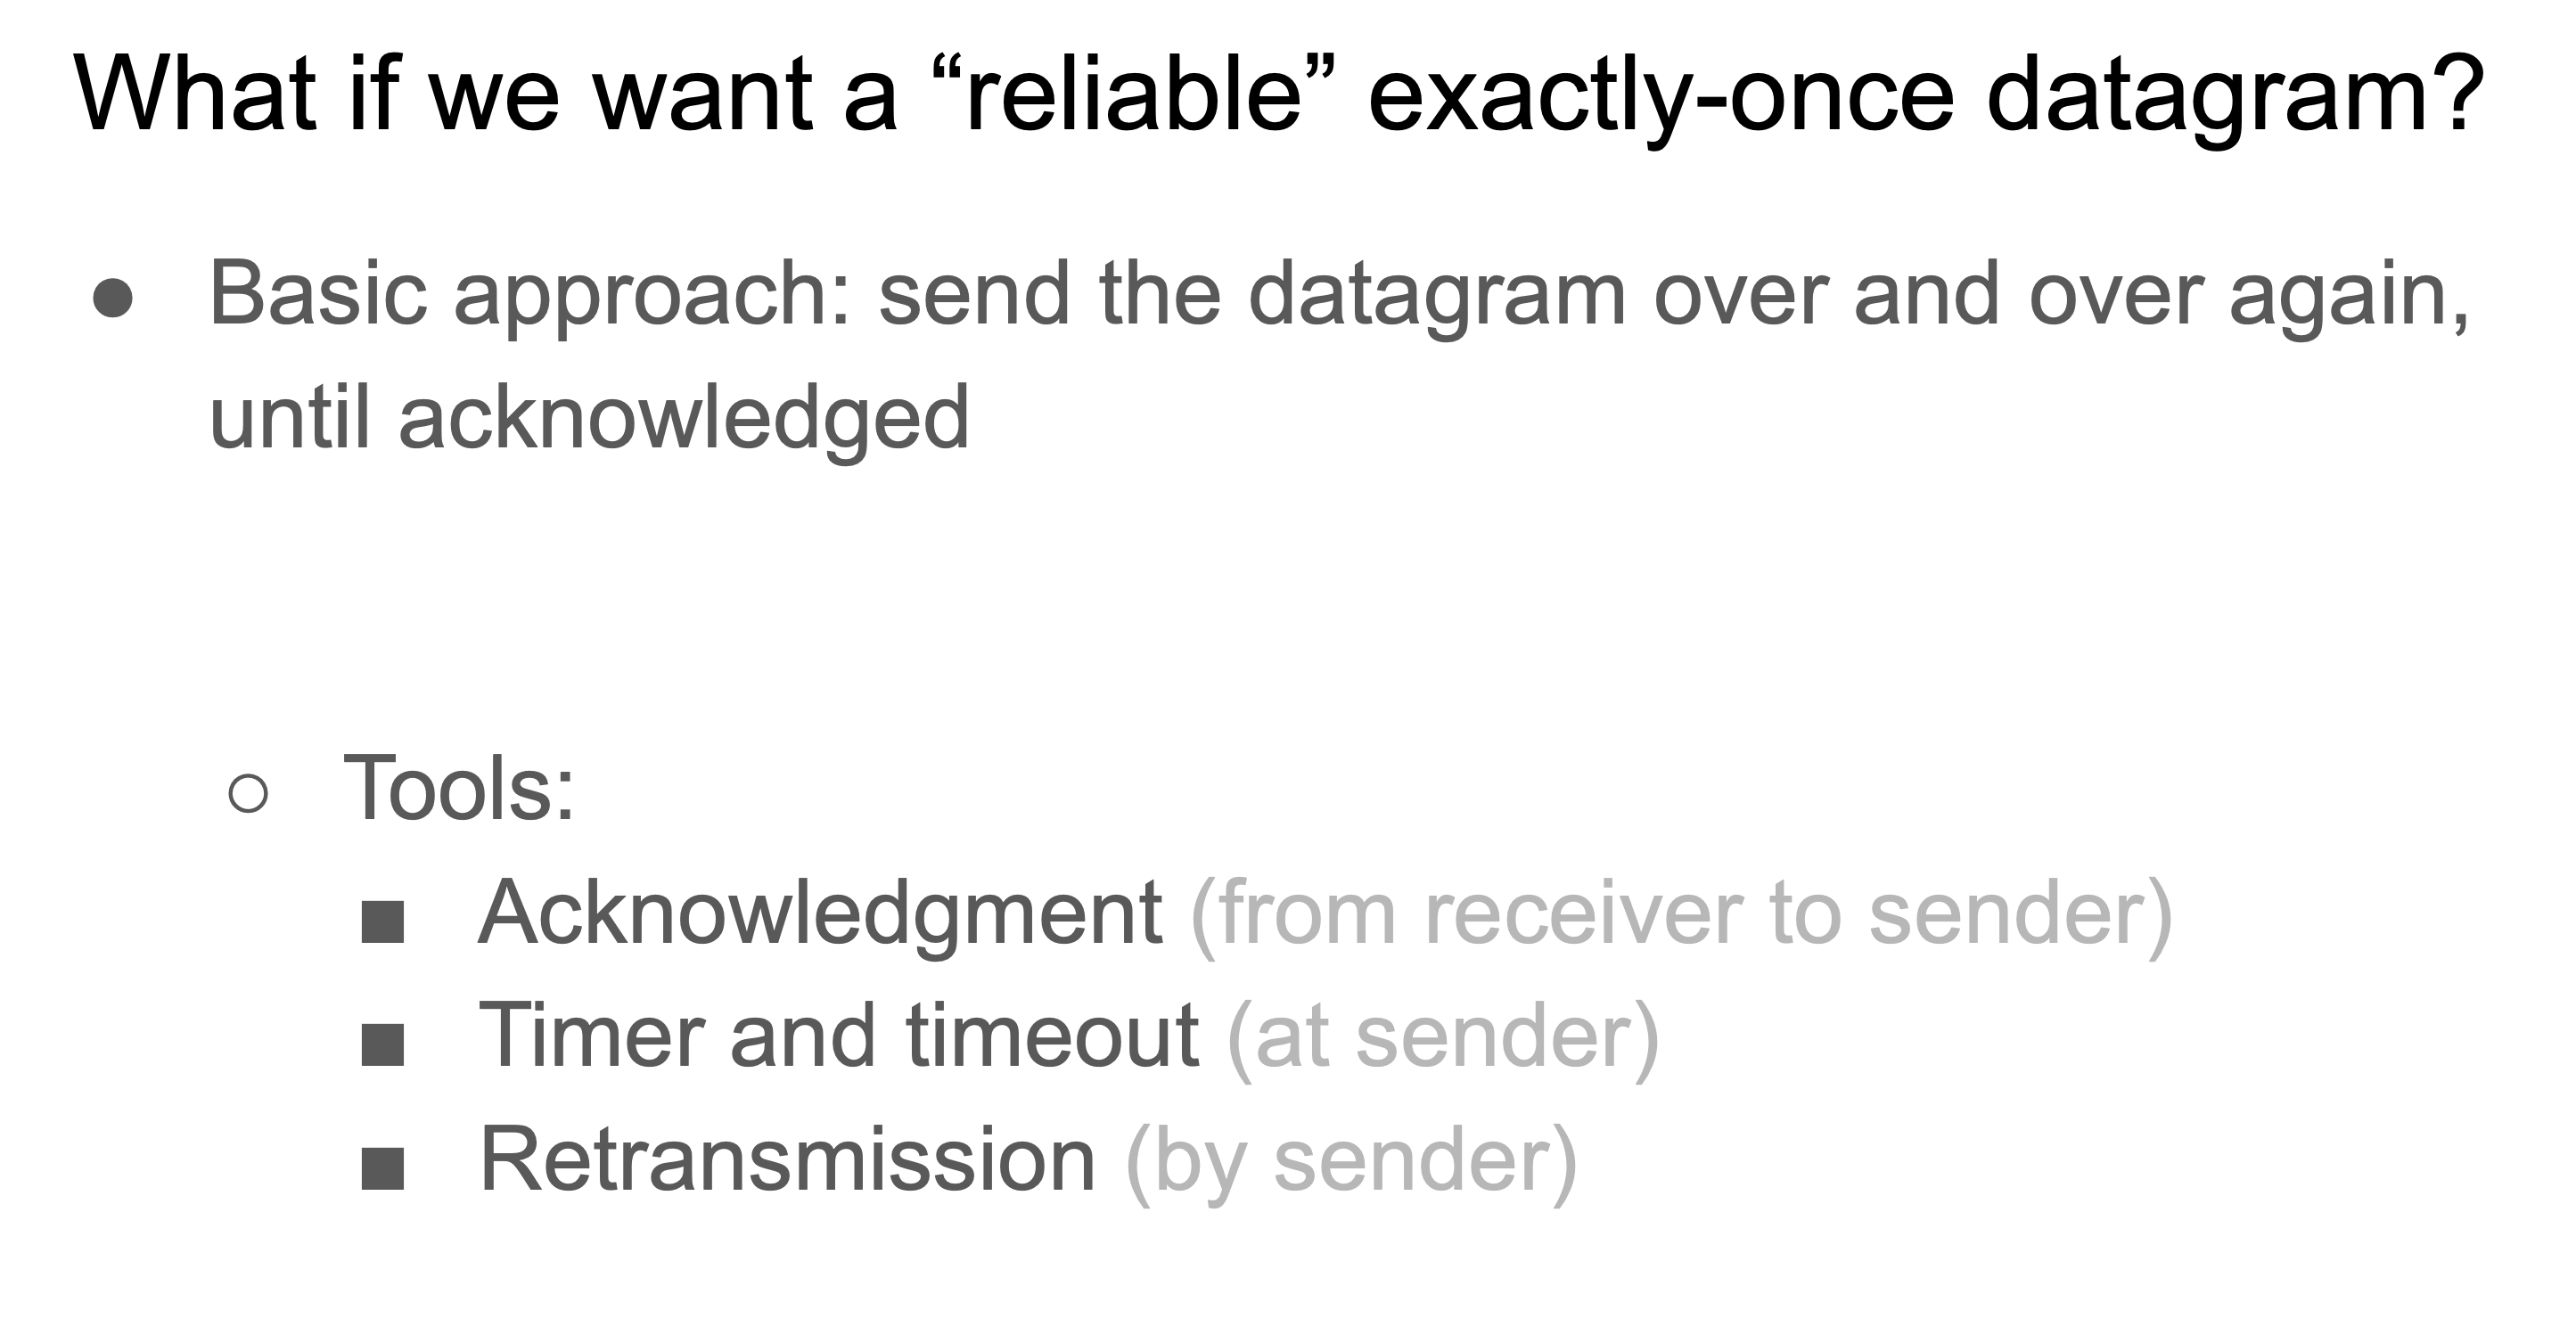 What if we want a “reliable” exactly-once datagram?
● Basic approach: send the datagram over and over again,
until acknowledged
○ Tools:
■ Acknowledgment (from receiver to sender)
■ Timer and timeout (at sender)
■ Retransmission (by sender)